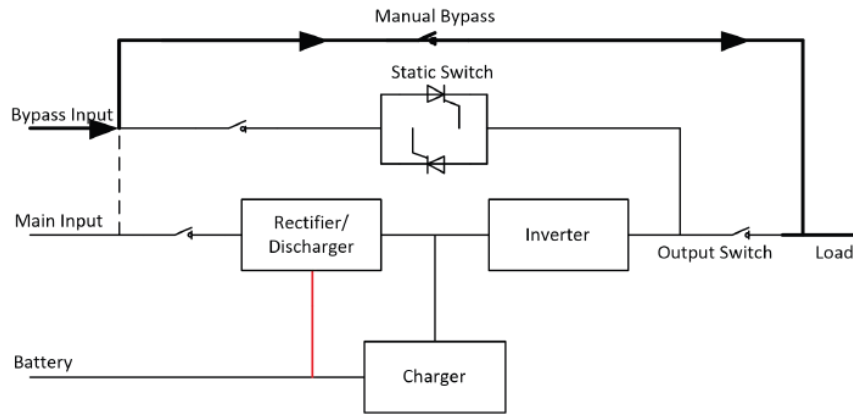 Manual Bypass
Static Switch
Bypass Input
Main Input
Rectifier/
Discharger
Inverter
Output Switch
Load
Battery
Charger